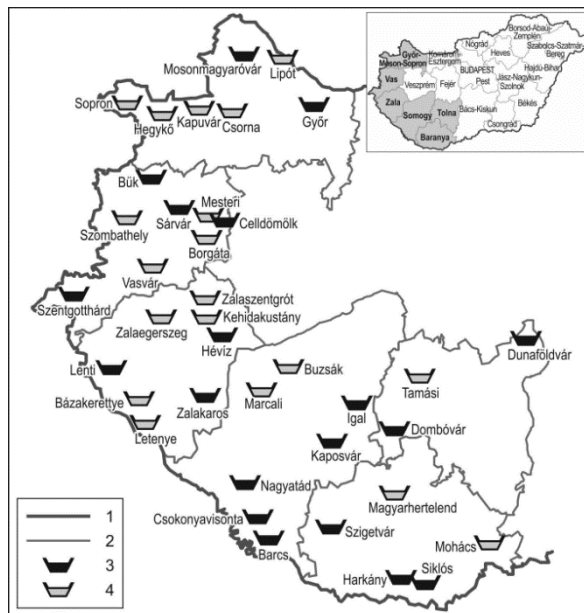 Mosonmagyaróvár
Lipót
Sopron
Hegykő
Kapuvár
Csorna
Győr
Bük
Mesteri
Sárvár
Celldömölk
Szombathely
Borgáta
Vasvár
Szentgotthárd
Zalaszentgrót
Zalaegerszeg
Kehidakustány
Hévíz
Dunaföldvár
Lenti
Buzsák
Tamási
Bázakerettye
Zalakaros
Marcali
Igal
Letenye
Dombóvár
Kaposvár
Nagyatád
Magyarhertelend
Csokonyavisonta
Szigetvár
Barcs
Mohács
Harkány
Siklós
1
2
3
4
Borsod-Abaúj-
Zemplén
Nógrád
Szabolcs-Szatmár-
Bereg
Győr-
Moson-Sopron
Komárom-
Esztergom
Heves
Hajdú-Bihar
BUDAPEST
Vas
Veszprém
Fejér
Pest
Jász-Nagykun-
Szolnok
Zala
Somogy
Tolna
Bács-Kiskun
Békés
Csongrád
Baranya